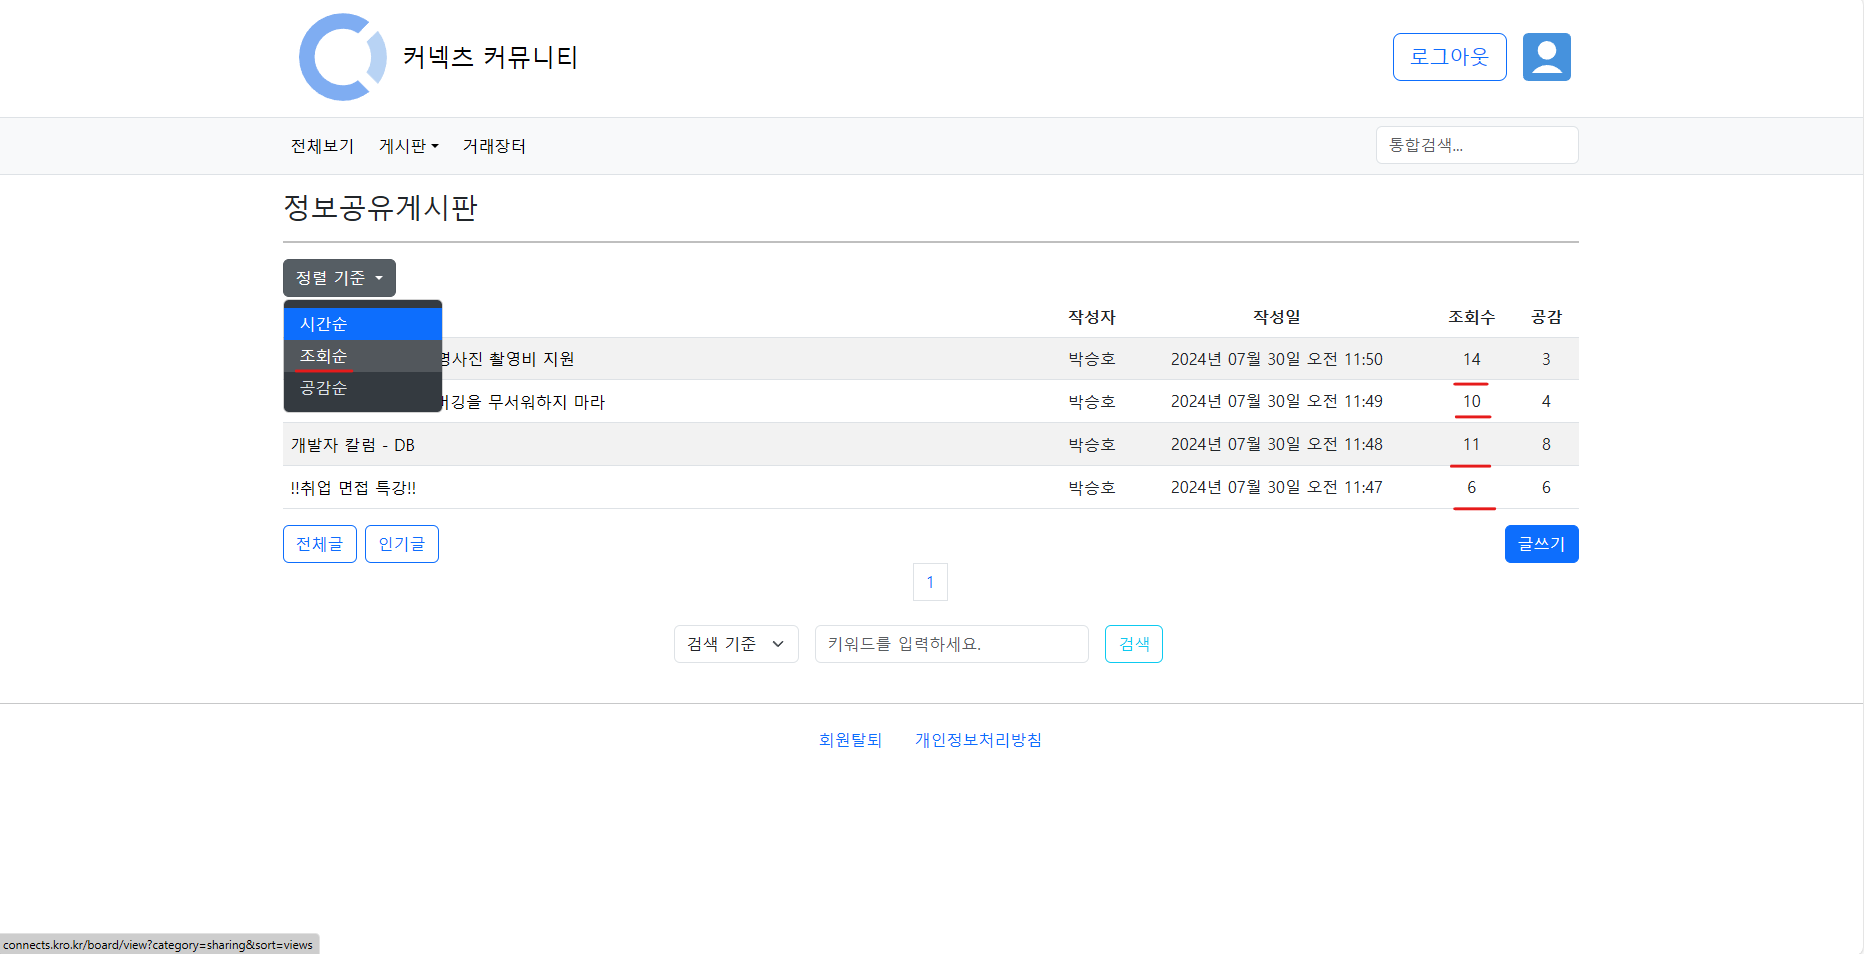 커넥츠 커뮤니티
로그아웃
전체보기 게시판 거래장터
통합검색...
정보공유게시판
정렬 기준
시간순
조회순
공감순
작성자 작성일 조회수 공감
촬영비 지원 박승호 2024년 07월 30일 오전 11:50 14 3
무서워하지 마라 박승호 2024년 07월 30일 오전 11:49 10 4
개발자 칼럼 - DB 박승호 2024년 07월 30일 오전 11:48 11 8
!!취업 면접 특강!! 박승호 2024년 07월 30일 오전 11:47 6 6
전체글 인기글 글쓰기
1
검색 기준 키워드를 입력하세요. 검색
회원탈퇴 개인정보처리방침
connects.kro.kr/board/view?category=sharing&sort=views